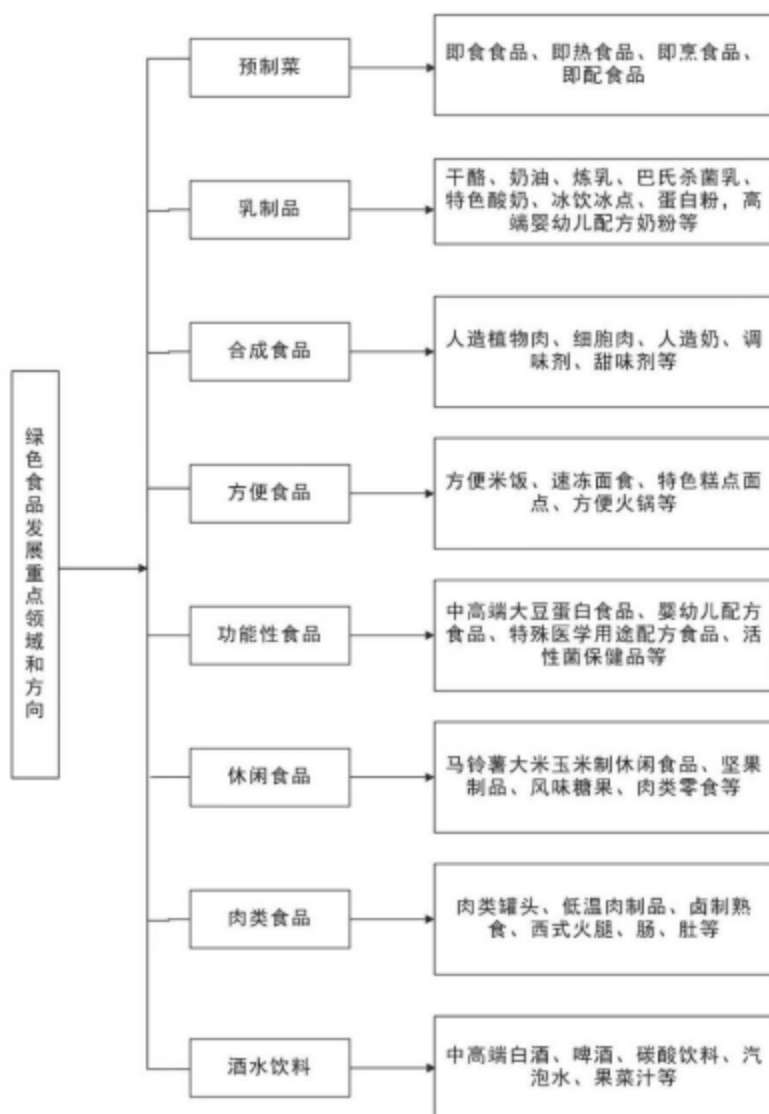 绿色食品发展重点领域和方向
预制菜
即食食品、即热食品、即烹食品、
即配食品
乳制品
干酪、奶油、炼乳、巴氏杀菌乳、
特色酸奶、冰饮冰点、蛋白粉，高
端婴幼儿配方奶粉等
合成食品
人造植物肉、细胞肉、人造奶、调
味剂、甜味剂等
方便食品
方便米饭、速冻面食、特色糕点面
点、方便火锅等
功能性食品
中高端大豆蛋白食品、婴幼儿配方
食品、特殊医学用途配方食品、活
性菌保健品等
休闲食品
马铃薯大米玉米制休闲食品、坚果
制品、风味糖果、肉类零食等
肉类食品
肉类罐头、低温肉制品、卤制熟
食、西式火腿、肠、肚等
酒水饮料
中高端白酒、啤酒、碳酸饮料、汽
泡水、果菜汁等